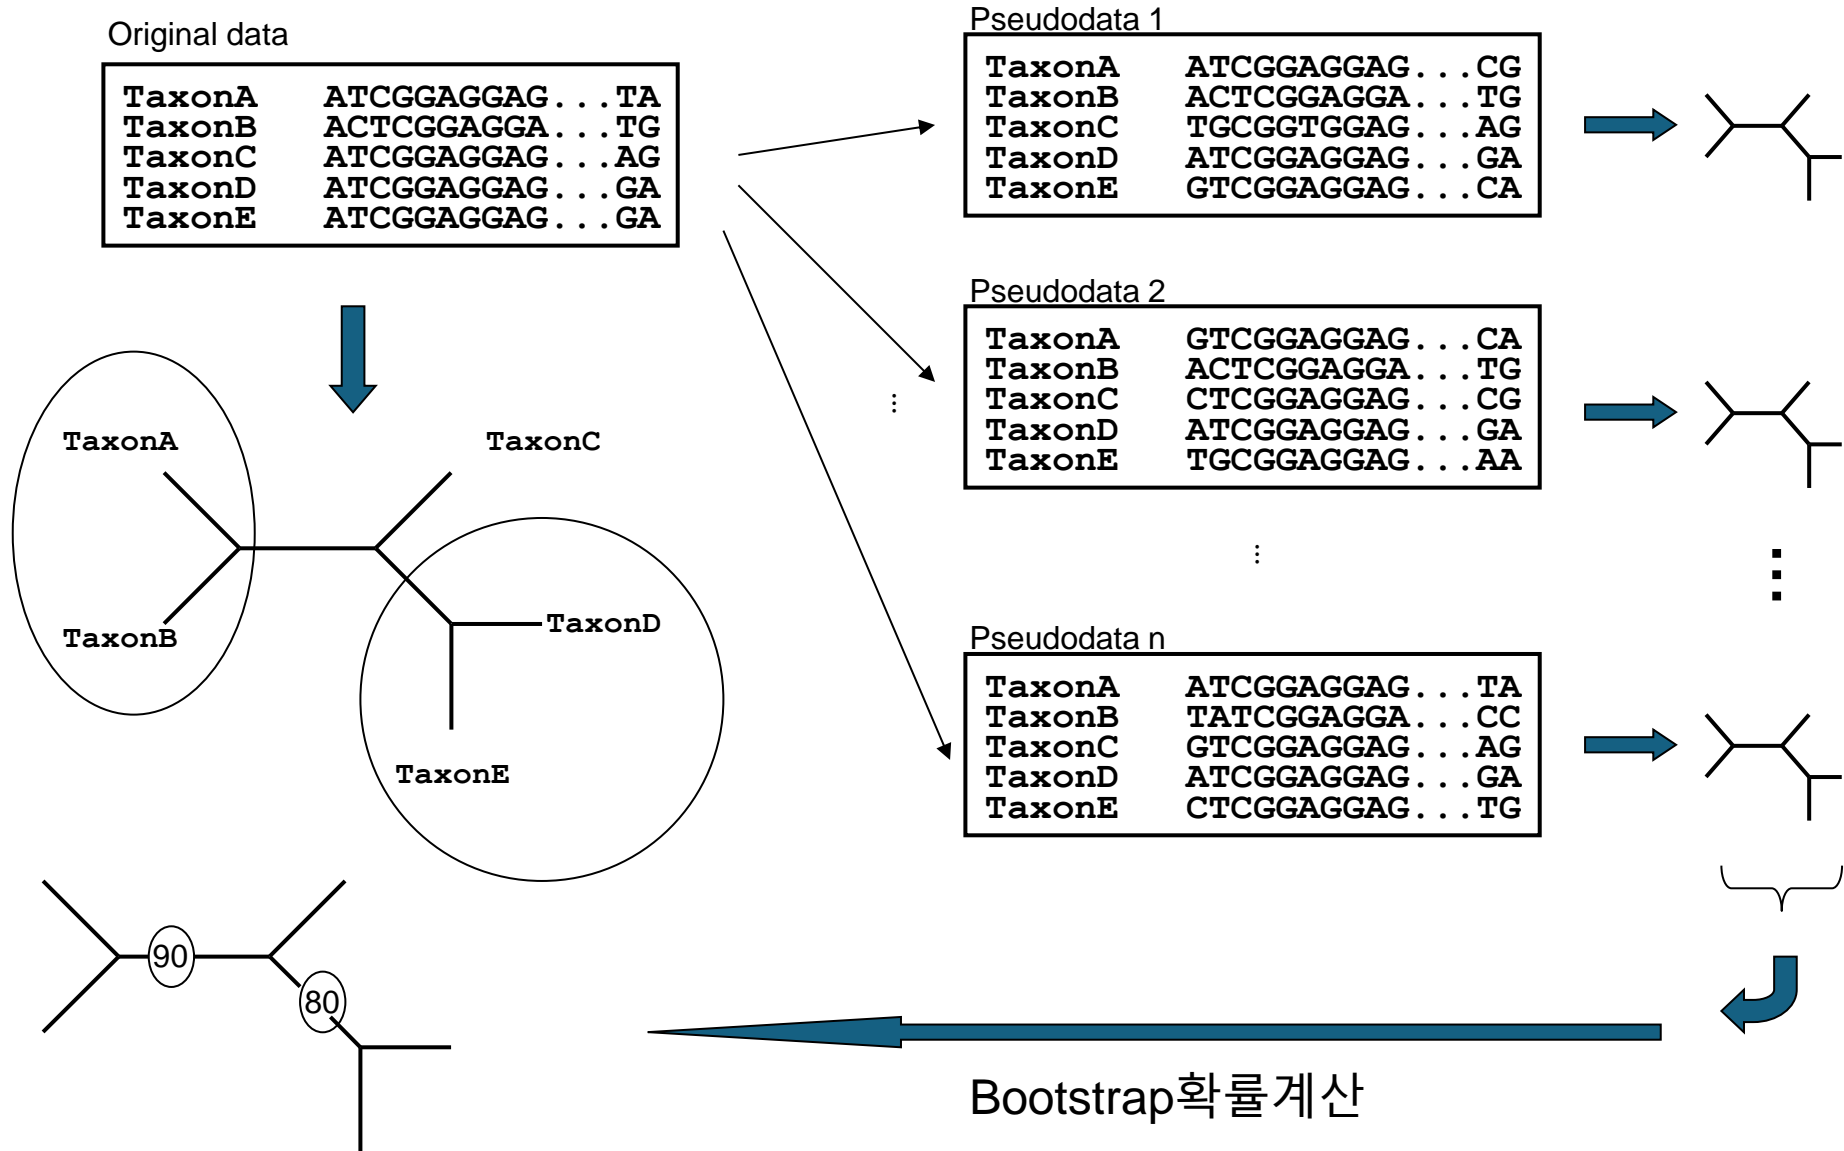 Original data
TaxonA ATCGGAGGAG...TA
TaxonB ACTCGGAGGA...TG
TaxonC ATCGGAGGAG...AG
TaxonD ATCGGAGGAG...GA
TaxonE ATCGGAGGAG...GA
Pseudodata 1
TaxonA ATCGGAGGAG...CG
TaxonB ACTCGGAGGA...TG
TaxonC TGCGGTGGAG...AG
TaxonD ATCGGAGGAG...GA
TaxonE GTCGGAGGAG...CA
Pseudodata 2
TaxonA GTCGGAGGAG...CA
TaxonB ACTCGGAGGA...TG
TaxonC CTCGGAGGAG...CG
TaxonD ATCGGAGGAG...GA
TaxonE TGCGGAGGAG...AA
...
...
...
Pseudodata n
TaxonA ATCGGAGGAG...TA
TaxonB TATCGGAGGA...CC
TaxonC GTCGGAGGAG...AG
TaxonD ATCGGAGGAG...GA
TaxonE CTCGGAGGAG...TG
TaxonA
TaxonC
TaxonB
TaxonD
TaxonE
90
80
Bootstrap확률계산